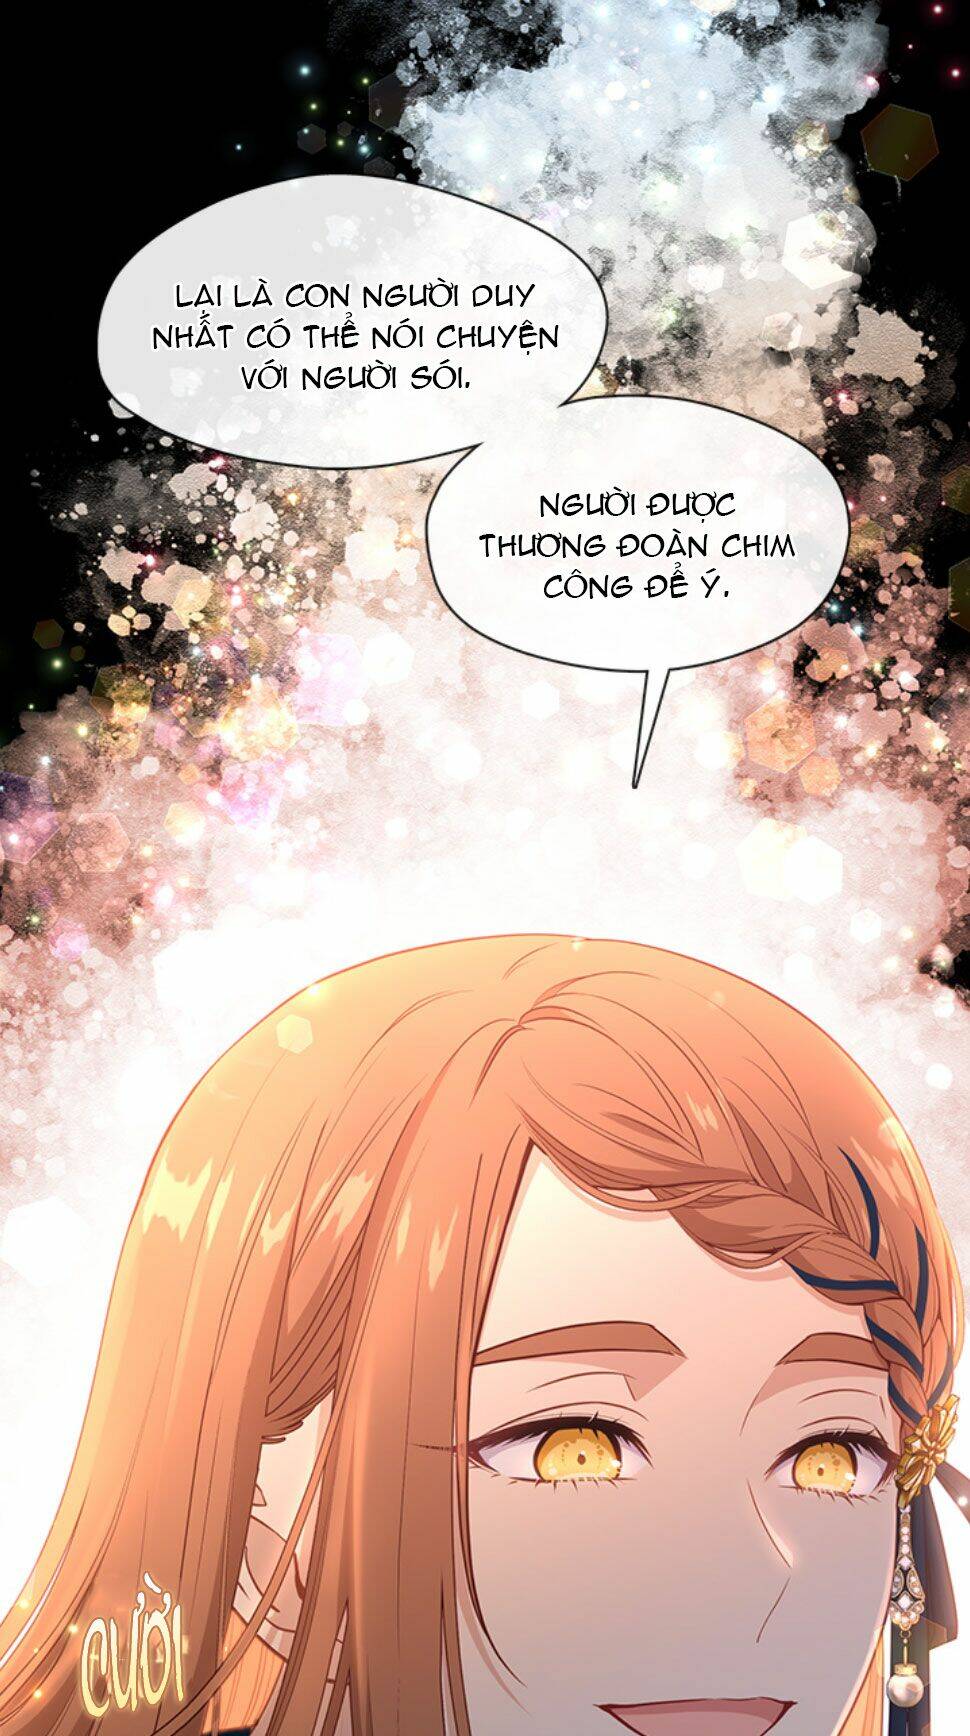 LẠI LÀ CON NGƯỜI DUY
NHẤT CÓ THỂ NÓI CHUYỆN
VỚI NGƯỜI SÓI.
NGƯỜI ĐƯỢC
THƯƠNG ĐOÀN CHIM
CÔNG ĐỂ Ý.
CƯỜI